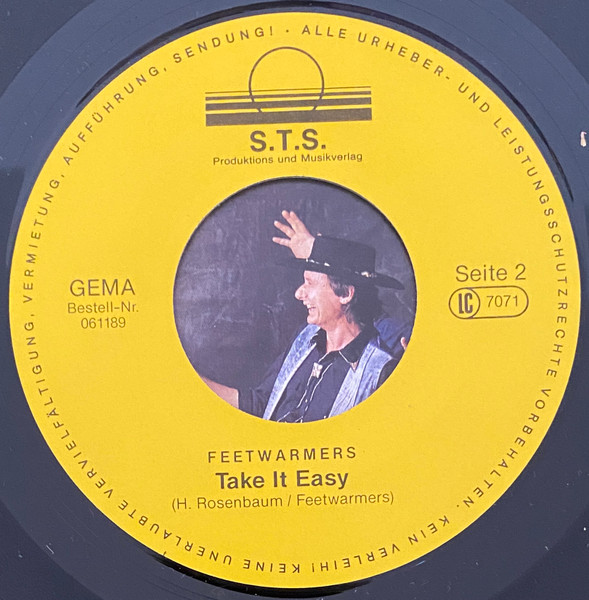 ALLE URHEBER- UND LEISTUNGSSCHUTZRECHTE VORBEHALTEN. KEIN VERLEIH! KEINE UNERLAUBTE VERVIELFÄLTIGUNG, VERMIETUNG, AUFFÜHRUNG, SENDUNG! ·
S.T.S.
Produktions und Musikverlag
GEMA
Bestell-Nr.
061189
Seite 2
LC 7071
FEETWARMERS
Take It Easy
(H. Rosenbaum / Feetwarmers)